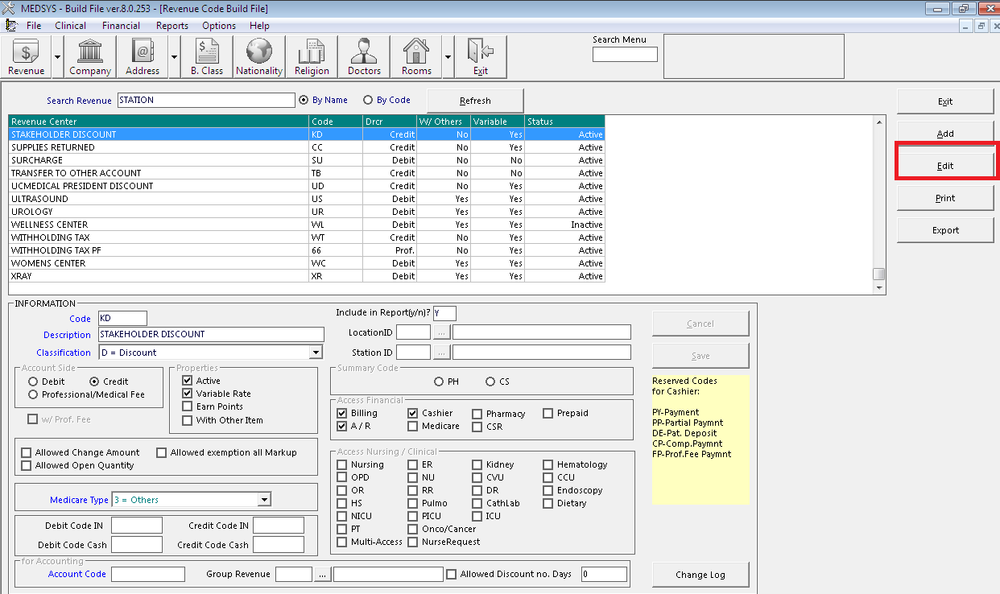 MEDSYS - Build File ver.8.0.253 - [Revenue Code Build File]
File Clinical Financial Reports Options Help
Revenue Company Address B. Class Nationality Religion Doctors Rooms Exit
Search Menu
Search Revenue STATION By Name By Code Refresh
Revenue Center Code Drcr W/ Others Variable Status
STAKEHOLDER DISCOUNT KD Credit No Yes Active
SUPPLIES RETURNED CC Credit No Yes Active
SURCHARGE SU Debit No No Active
TRANSFER TO OTHER ACCOUNT TB Credit No No Active
UCMEDICAL PRESIDENT DISCOUNT UD Credit No Yes Active
ULTRASOUND US Debit Yes Yes Active
UROLOGY UR Debit Yes Yes Active
WELLNESS CENTER WL Debit Yes Yes Inactive
WITHHOLDING TAX WT Credit No Yes Active
WITHHOLDING TAX PF 66 Prof. No Yes Active
WOMENS CENTER WC Debit Yes Yes Active
XRAY XR Debit Yes Yes Active
Exit
Add
Edit
Print
Export
INFORMATION
Code KD
Description STAKEHOLDER DISCOUNT
Classification D = Discount
Include in Report(y/n)? Y
LocationID ...
Station ID ...
Account Side
Debit Credit
Professional/Medical Fee
w/ Prof. Fee
Properties
Active
Variable Rate
Earn Points
With Other Item
Summary Code
PH CS
Access Financial
Billing Cashier Pharmacy Prepaid
A / R Medicare CSR
Allowed Change Amount Allowed exemption all Markup
Allowed Open Quantity
Medicare Type 3 = Others
Debit Code IN Credit Code IN
Debit Code Cash Credit Code Cash
Access Nursing / Clinical
Nursing ER Kidney Hematology
OPD NU CVU CCU
OR RR DR Endoscopy
HS Pulmo CathLab Dietary
NICU PICU ICU
PT Onco/Cancer
Multi-Access NurseRequest
for Accounting
Account Code Group Revenue ... Allowed Discount no. Days 0
Cancel
Save
Reserved Codes
for Cashier:
PY-Payment
PP-Partial Paymnt
DE-Pat. Deposit
CP-Comp.Paymnt
FP-Prof.Fee Paymnt
Change Log